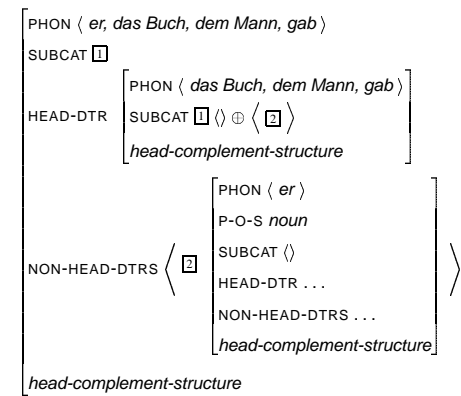 PHON ⟨ er, das Buch, dem Mann, gab ⟩
SUBCAT 1
PHON ⟨ das Buch, dem Mann, gab ⟩
HEAD-DTR SUBCAT 1 ⟨⟩ ⊕ ⟨ 2 ⟩
head-complement-structure
PHON ⟨ er ⟩
P-O-S noun
SUBCAT ⟨⟩
NON-HEAD-DTRS ⟨ 2 ⟩
HEAD-DTR ...
NON-HEAD-DTRS ...
head-complement-structure
head-complement-structure